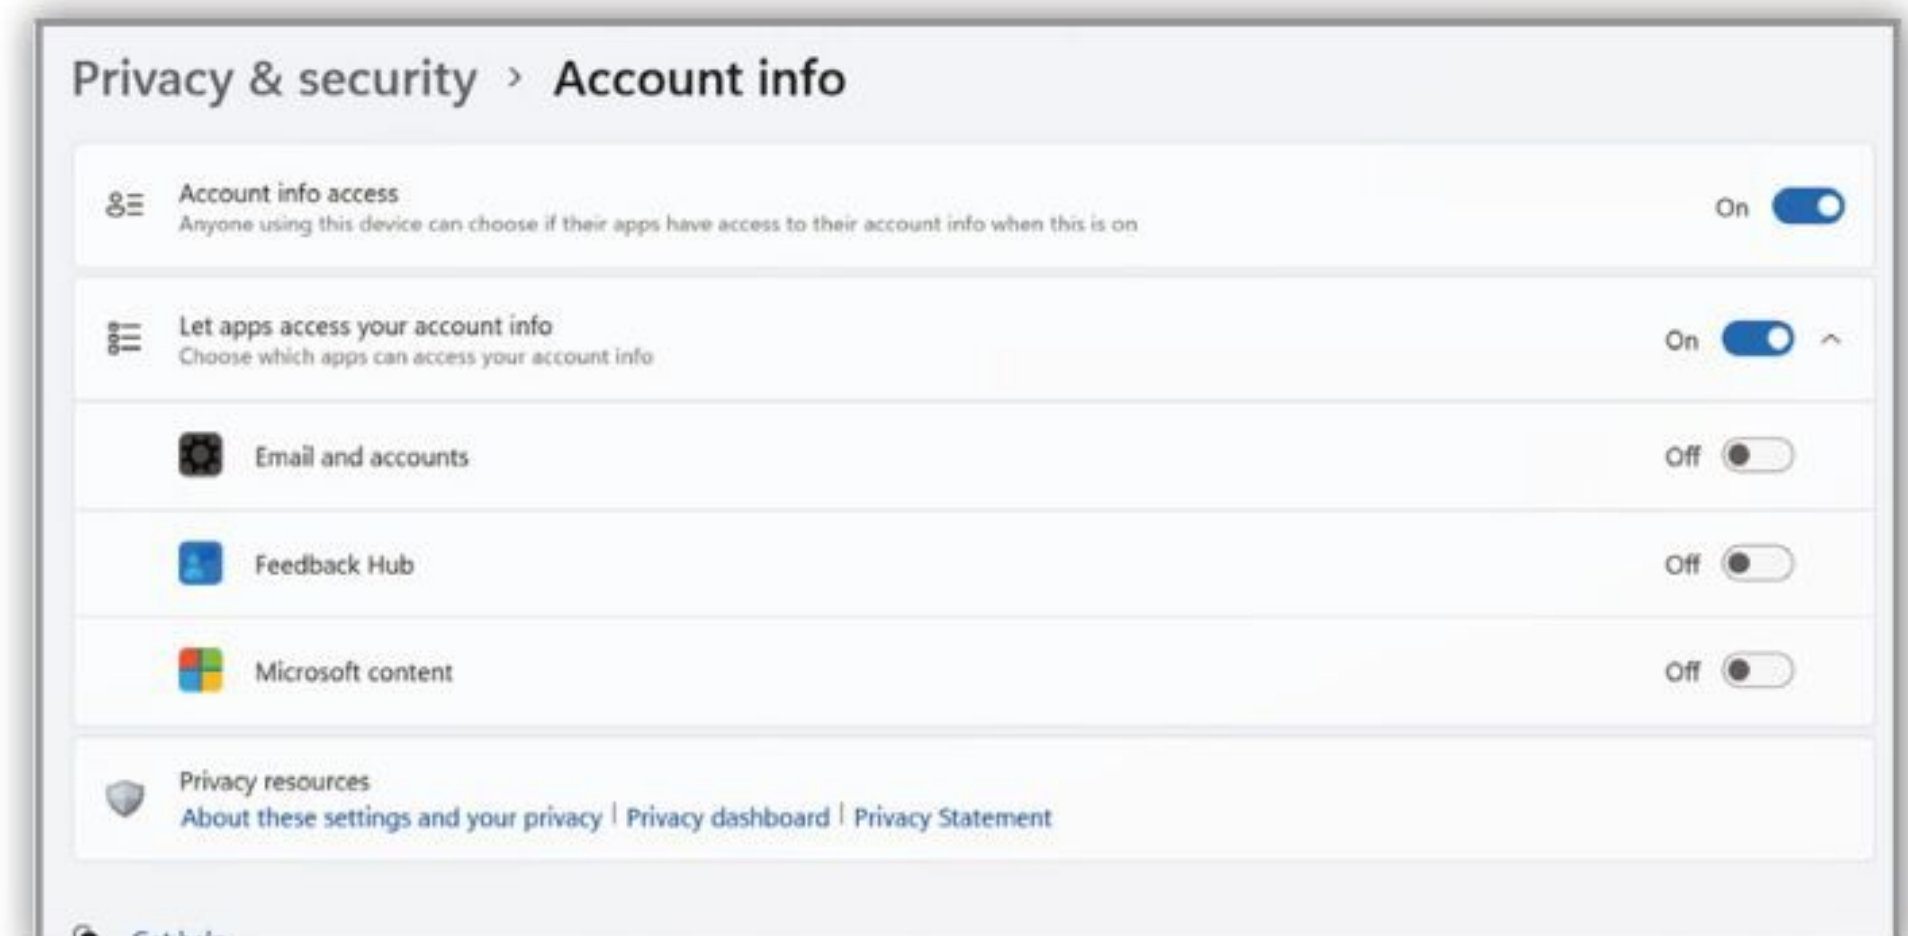 Privacy & security > Account info
Account info access
Anyone using this device can choose if their apps have access to their account info when this is on
On
Let apps access your account info
Choose which apps can access your account info
On
Email and accounts
Off
Feedback Hub
Off
Microsoft content
Off
Privacy resources
About these settings and your privacy | Privacy dashboard | Privacy Statement